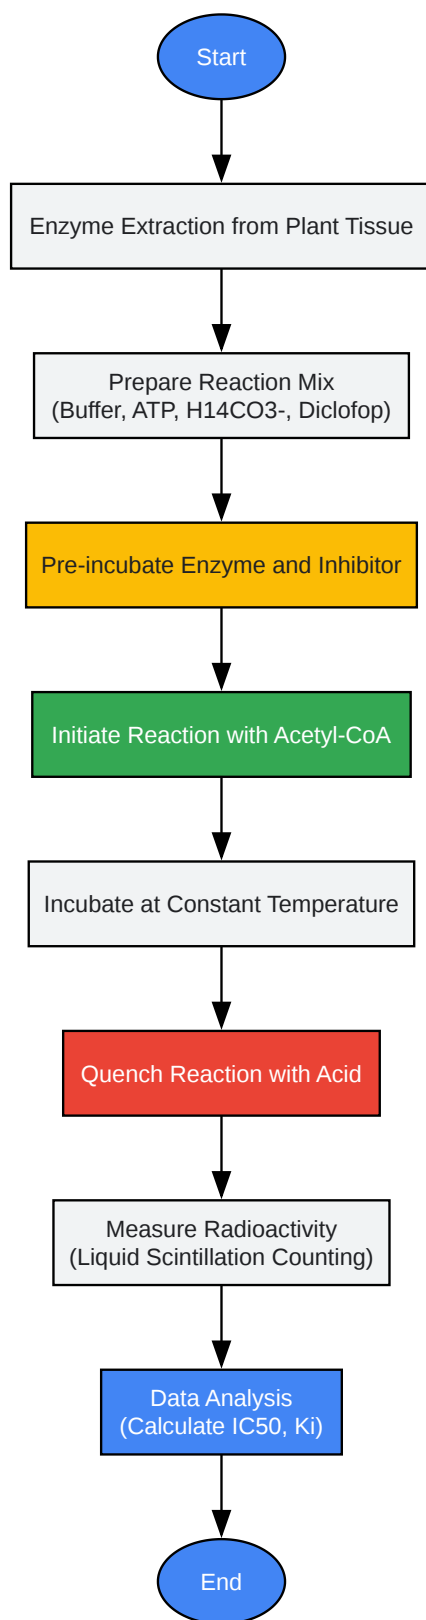 Start
Enzyme Extraction from Plant Tissue
Prepare Reaction Mix
(Buffer, ATP, H14CO3-, Diclofop)
Pre-incubate Enzyme and Inhibitor
Initiate Reaction with Acetyl-CoA
Incubate at Constant Temperature
Quench Reaction with Acid
Measure Radioactivity
(Liquid Scintillation Counting)
Data Analysis
(Calculate IC50, Ki)
End